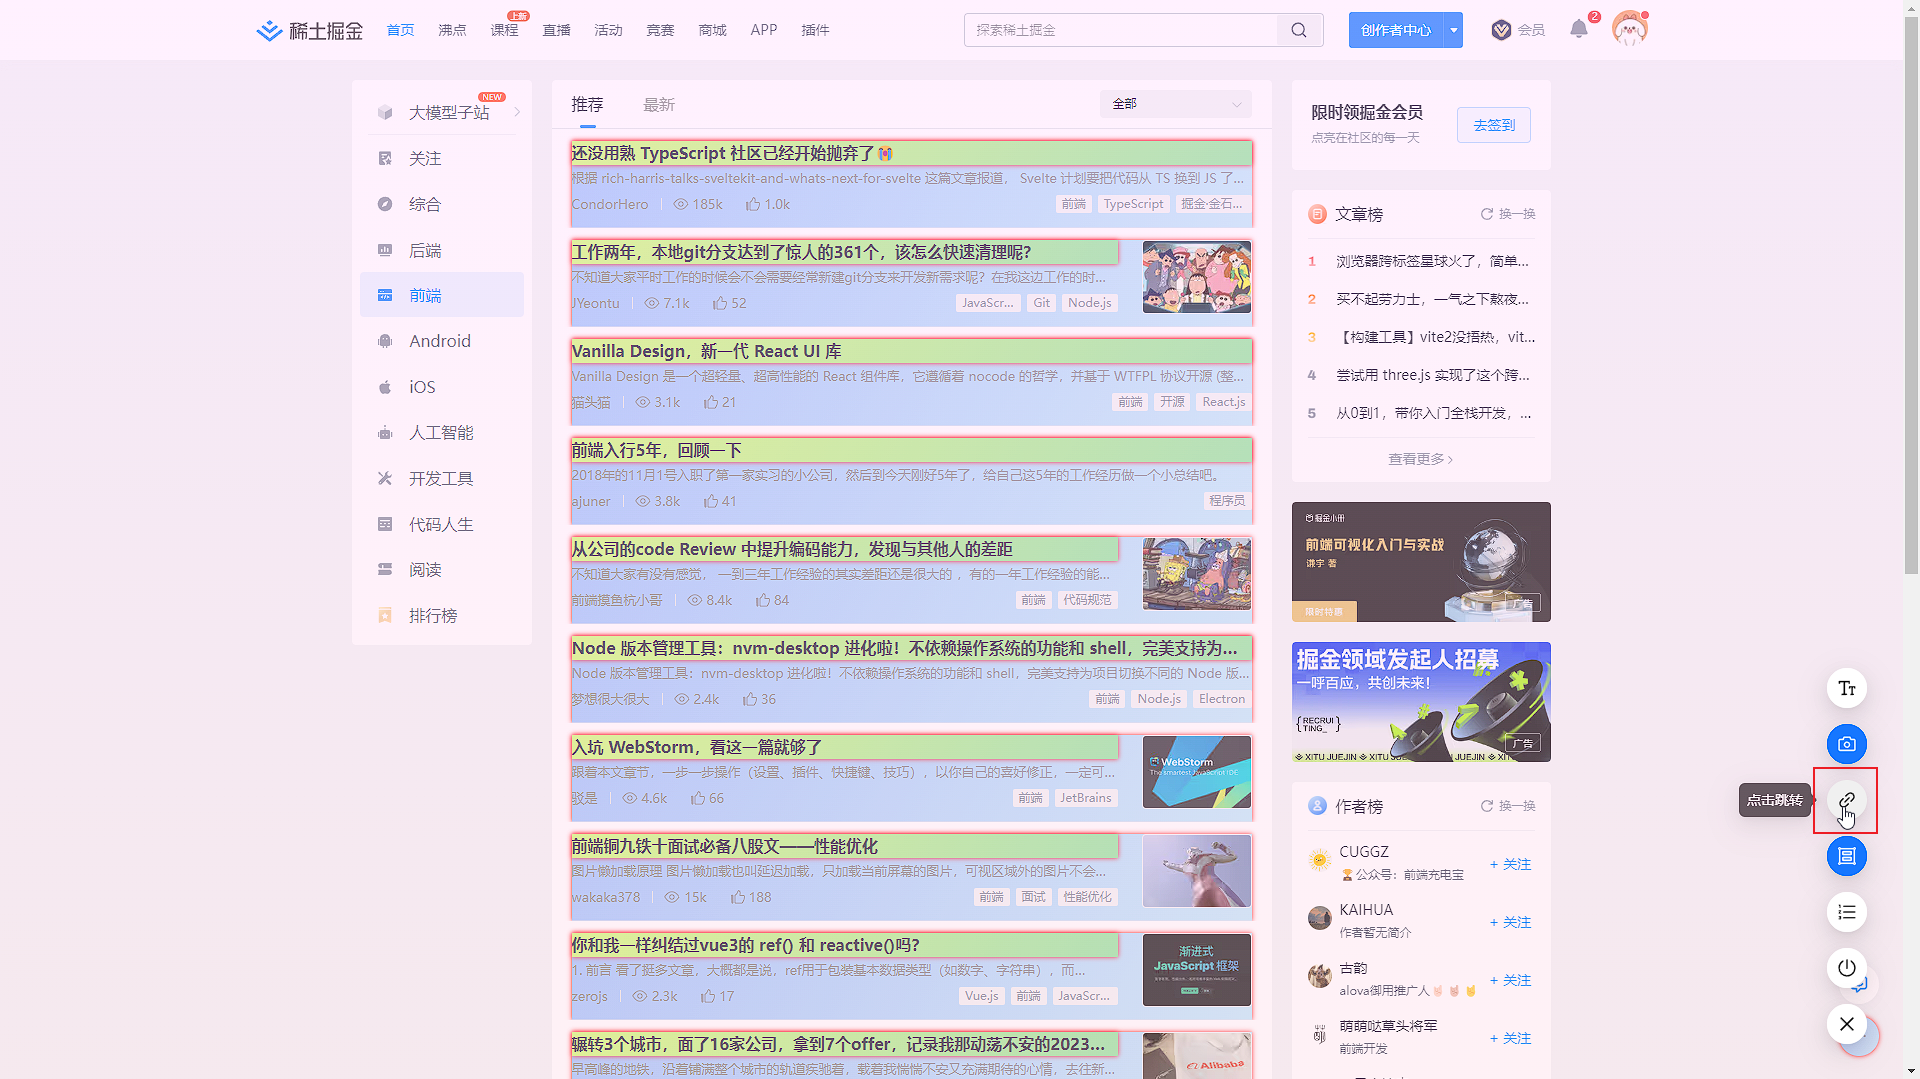 稀土掘金
首页
沸点
课程
上新
直播
活动
竞赛
商城
APP
插件
探索稀土掘金
创作者中心
会员
2
大模型子站
NEW
关注
综合
后端
前端
Android
iOS
人工智能
开发工具
代码人生
阅读
排行榜
推荐
最新
全部
还没用熟 TypeScript 社区已经开始抛弃了😭
根据 rich-harris-talks-sveltekit-and-whats-next-for-svelte 这篇文章报道， Svelte 计划要把代码从 TS 换到 JS 了...
CondorHero 185k 1.0k 前端 TypeScript 掘金·金石...
工作两年，本地git分支达到了惊人的361个，该怎么快速清理呢？
不知道大家平时工作的时候会不会需要经常新建git分支来开发新需求呢？在我这边工作的时...
JYeontu 7.1k 52 JavaScr... Git Node.js
Vanilla Design，新一代 React UI 库
Vanilla Design 是一个超轻量、超高性能的 React 组件库，它遵循着 nocode 的哲学，并基于 WTFPL 协议开源 (整...
猫头猫 3.1k 21 前端 开源 React.js
前端入行5年，回顾一下
2018年的11月1号入职了第一家实习的小公司，然后到今天刚好5年了，给自己这5年的工作经历做一个小总结吧。
ajuner 3.8k 41 程序员
从公司的code Review 中提升编码能力，发现与其他人的差距
不知道大家有没有感觉，一到三年工作经验的其实差距还是很大的 ，有的一年工作经验的能...
前端摸鱼杭小哥 8.4k 84 前端 代码规范
Node 版本管理工具：nvm-desktop 进化啦！不依赖操作系统的功能和 shell，完美支持为...
Node 版本管理工具：nvm-desktop 进化啦！不依赖操作系统的功能和 shell，完美支持为项目切换不同的 Node 版...
梦想很大很大 2.4k 36 前端 Node.js Electron
入坑 WebStorm，看这一篇就够了
跟着本文章节，一步一步操作（设置、插件、快捷键、技巧），以你自己的喜好修正，一定可...
驳是 4.6k 66 前端 JetBrains
WebStorm
The smartest JavaScript IDE
前端铜九铁十面试必备八股文——性能优化
图片懒加载原理 图片懒加载也叫延迟加载，只加载当前屏幕的图片，可视区域外的图片不会...
wakaka378 15k 188 前端 面试 性能优化
你和我一样纠结过vue3的 ref() 和 reactive()吗？
1. 前言 看了挺多文章，大概都是说，ref用于包装基本数据类型（如数字、字符串），而...
zerojs 2.3k 17 Vue.js 前端 JavaScr...
渐进式
JavaScript 框架
辗转3个城市，面了16家公司，拿到7个offer，记录我那动荡不安的2023...
早高峰的地铁，沿着铺满整个城市的轨道疾驰着，载着我惴惴不安又充满期待的心情，去往新...
Alibaba
限时领掘金会员
点亮在社区的每一天
去签到
文章榜
换一换
1 浏览器跨标签星球火了，简单...
2 买不起劳力士，一气之下熬夜...
3 【构建工具】vite2没捂热，vit...
4 尝试用 three.js 实现了这个跨...
5 从0到1，带你入门全栈开发，...
查看更多
掘金小册
前端可视化入门与实战
谦宇 著
限时特惠
广告
掘金领域发起人招募
一呼百应，共创未来！
{RECRUI
TING_ }
广告
XITU JUEJIN XITU JUEJIN XITU
作者榜
换一换
CUGGZ
公众号：前端充电宝
+ 关注
KAIHUA
作者暂无简介
+ 关注
古韵
alova御用推广人
+ 关注
萌萌哒草头将军
前端开发
+ 关注
点击跳转